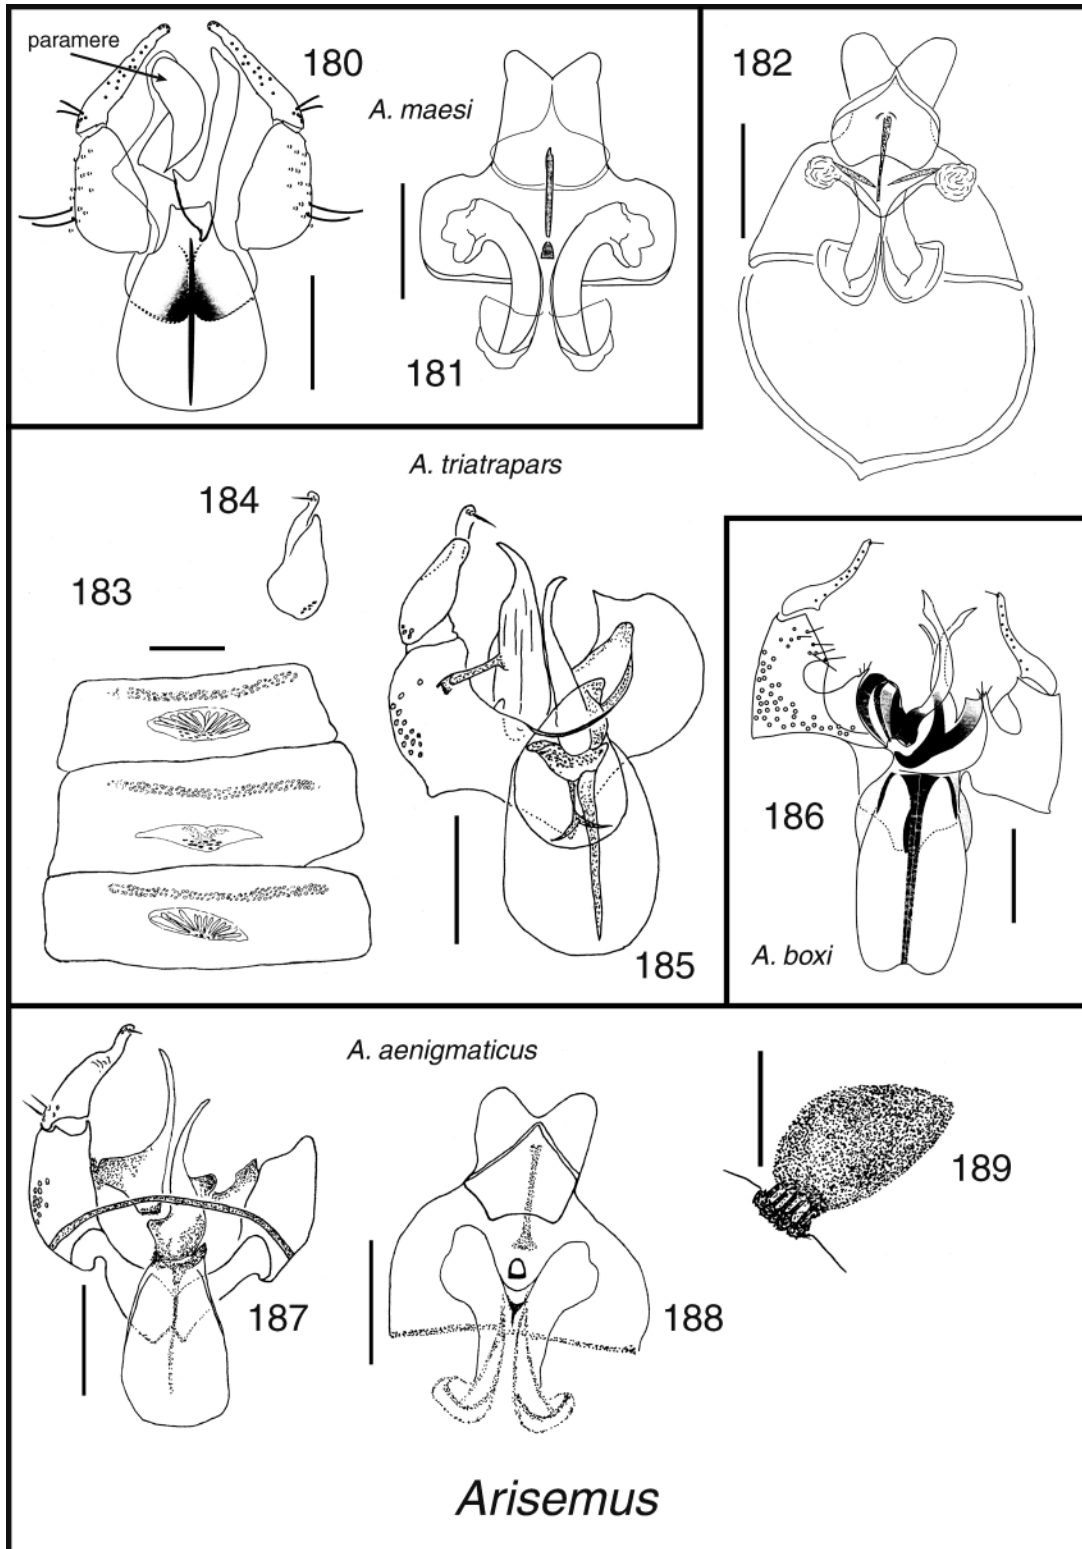 paramere
180
A. maesi
181
182
A. triatrapars
184
183
185
186
A. boxi
A. aenigmaticus
187
188
189
Arisemus